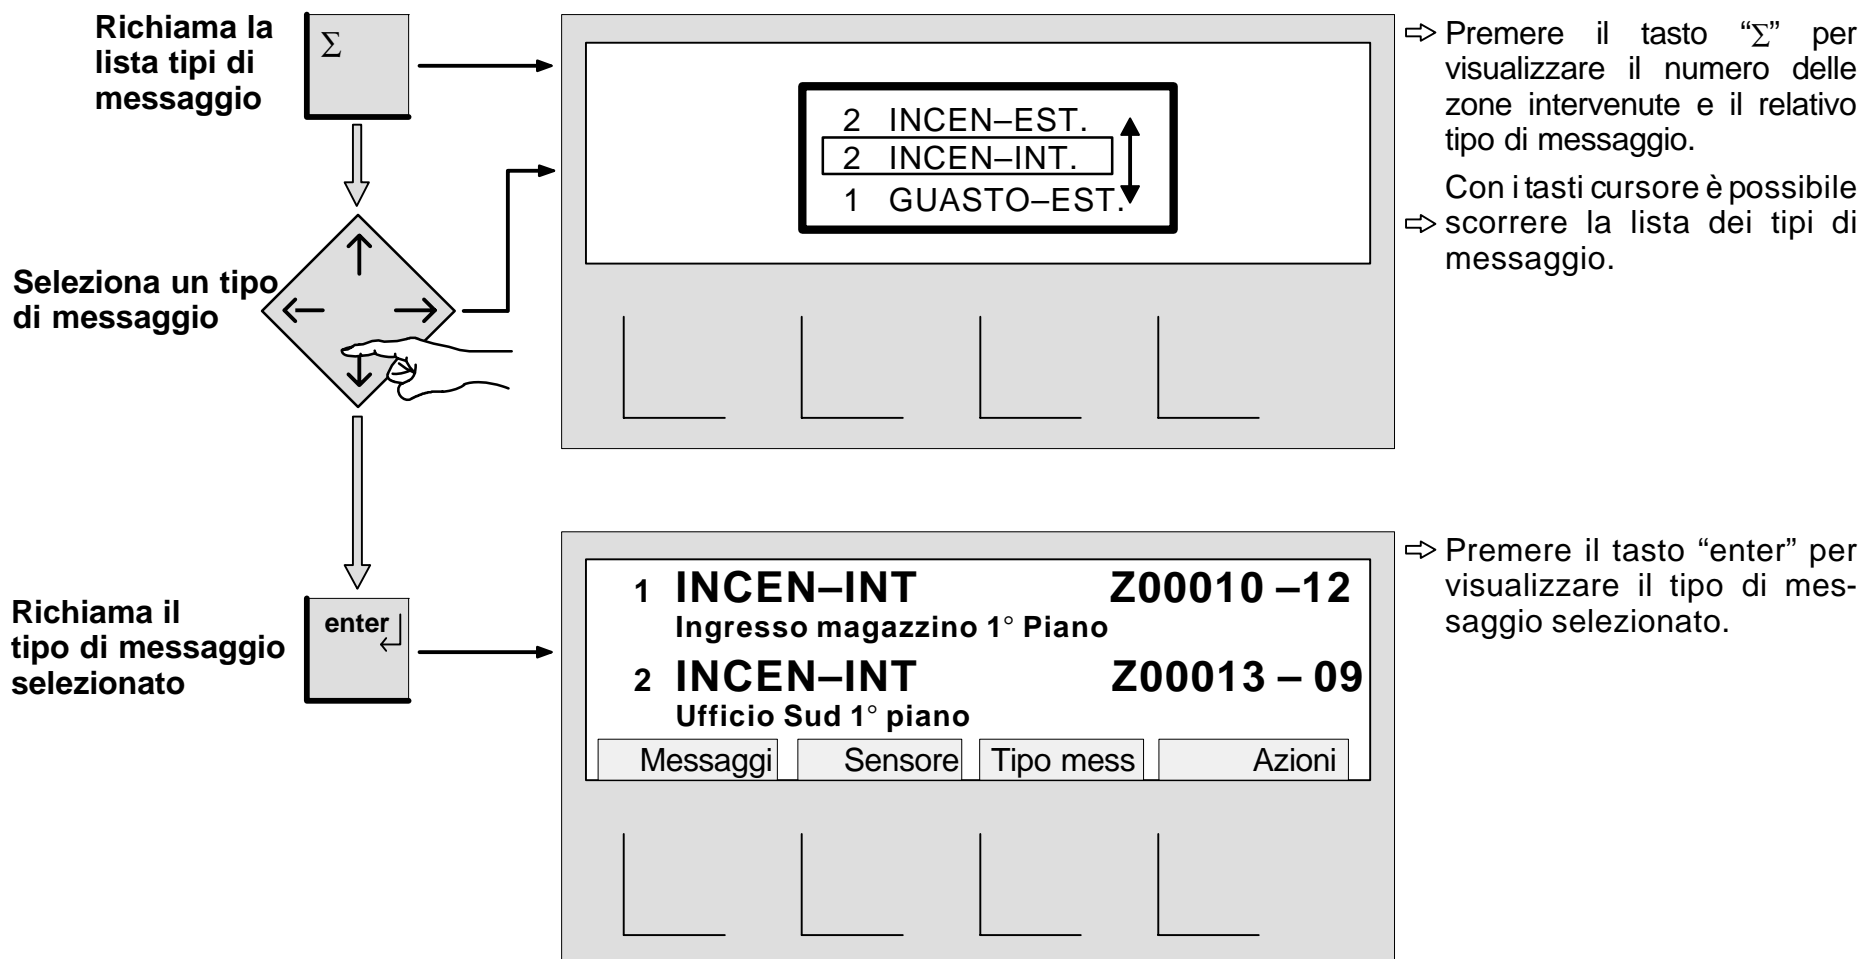 Richiama la
lista tipi di
messaggio
Σ
2 INCEN–EST.
2 INCEN–INT.
1 GUASTO–EST.
Premere il tasto “Σ” per
visualizzare il numero delle
zone intervenute e il relativo
tipo di messaggio.
Con i tasti cursore è possibile
scorrere la lista dei tipi di
messaggio.
Seleziona un tipo
di messaggio
Richiama il
tipo di messaggio
selezionato
enter
1 INCEN–INT Z00010 –12
Ingresso magazzino 1° Piano
2 INCEN–INT Z00013 – 09
Ufficio Sud 1° piano
Messaggi Sensore Tipo mess Azioni
Premere il tasto “enter” per
visualizzare il tipo di mes-
saggio selezionato.